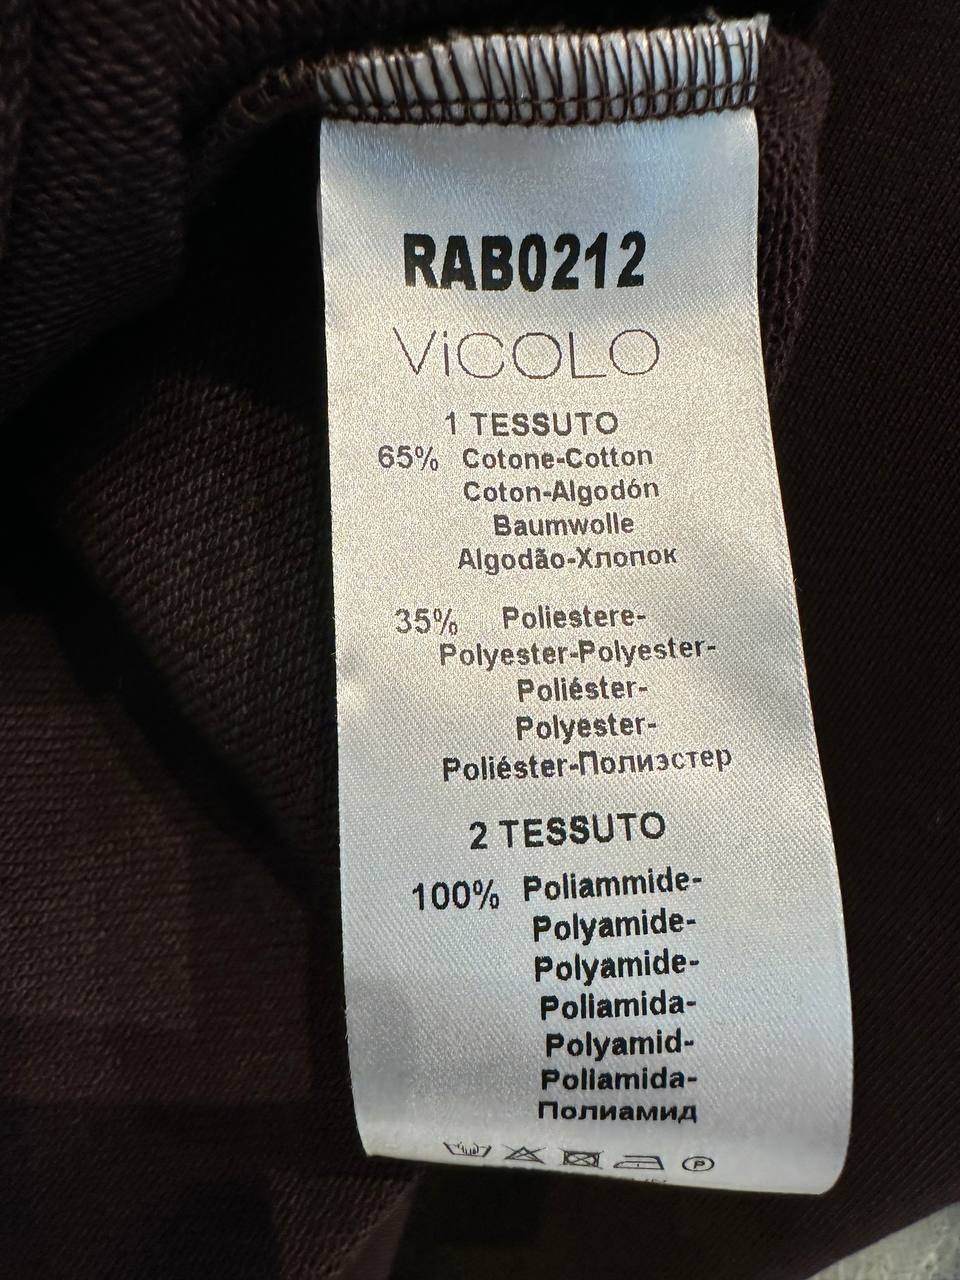 RAB0212
ViCOLO
1 TESSUTO
65% Cotone-Cotton
Coton-Algodón
Baumwolle
Algodão-Хлопок
35% Poliestere-
Polyester-Polyester-
Poliéster-
Polyester-
Poliéster-Полиэстер
2 TESSUTO
100% Poliammide-
Polyamide-
Polyamide-
Poliamida-
Polyamid-
Poliamida-
Полиамид
P